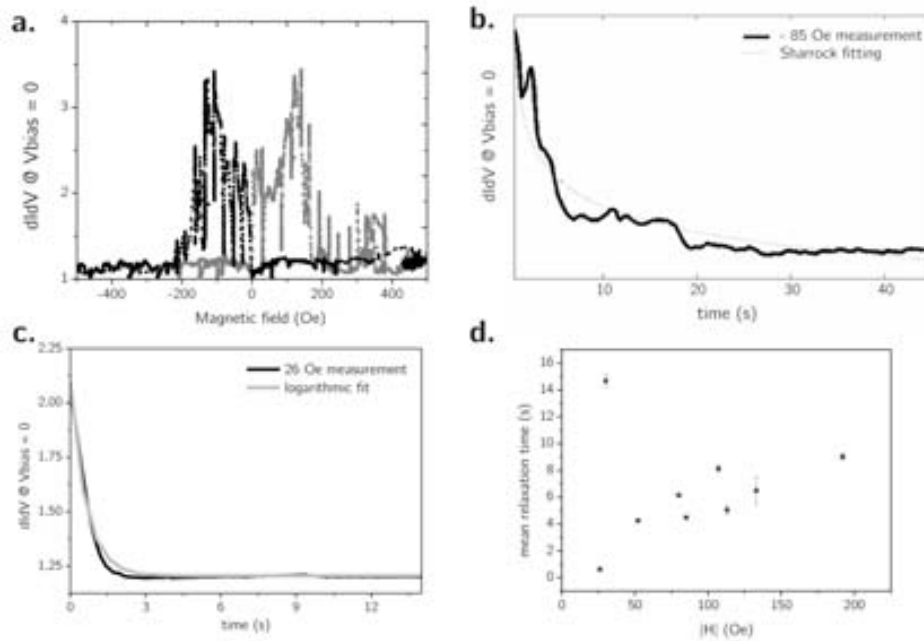 a.
4
3
2
1
dIdV @ Vbias = 0
-400
-200
0
200
400
Magnetic field (Oe)
b.
- 85 Oe measurement
Sharrock fitting
dIdV @ Vbias = 0
10
20
30
40
time (s)
c.
2.25
2.00
1.75
1.50
1.25
dIdV @ Vbias = 0
26 Oe measurement
logarithmic fit
0
3
6
9
12
time (s)
d.
16
14
12
10
8
6
4
2
0
mean relaxation time (s)
0
50
100
150
200
|H| (Oe)